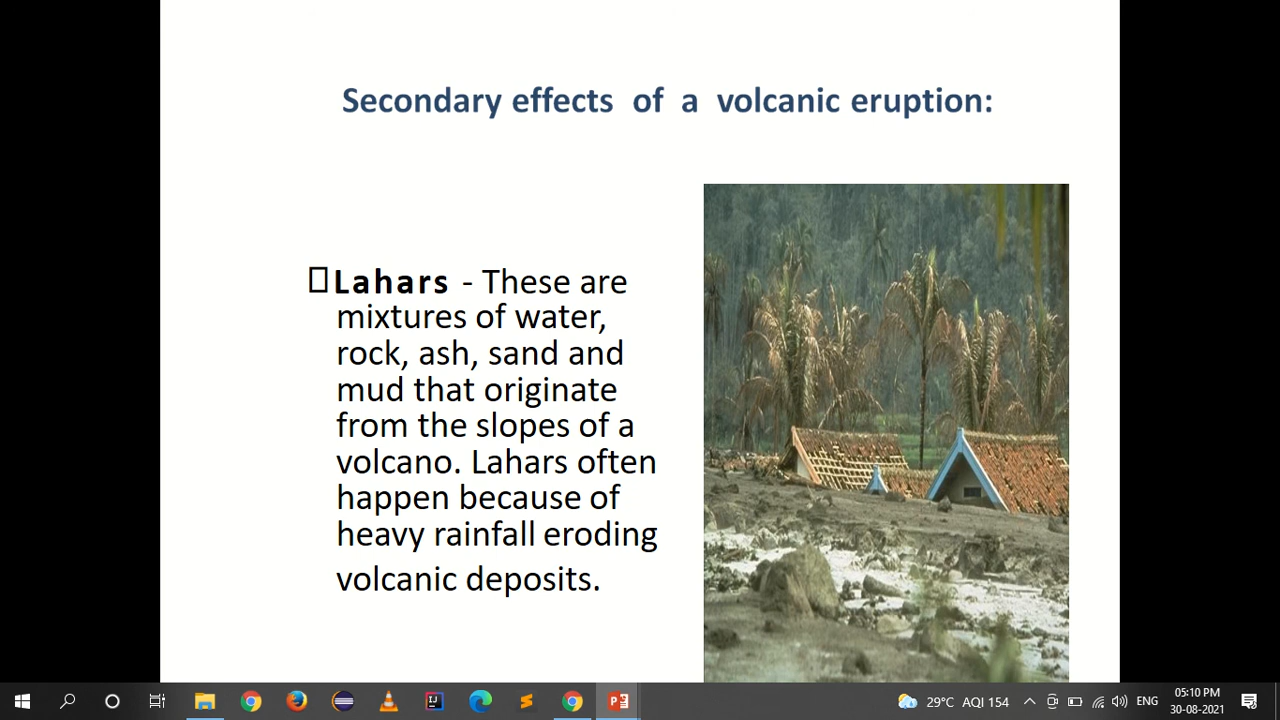 Secondary effects of a volcanic eruption:
Lahars - These are
mixtures of water,
rock, ash, sand and
mud that originate
from the slopes of a
volcano. Lahars often
happen because of
heavy rainfall eroding
volcanic deposits.
29°C AQI 154
ENG
05:10 PM
30-08-2021